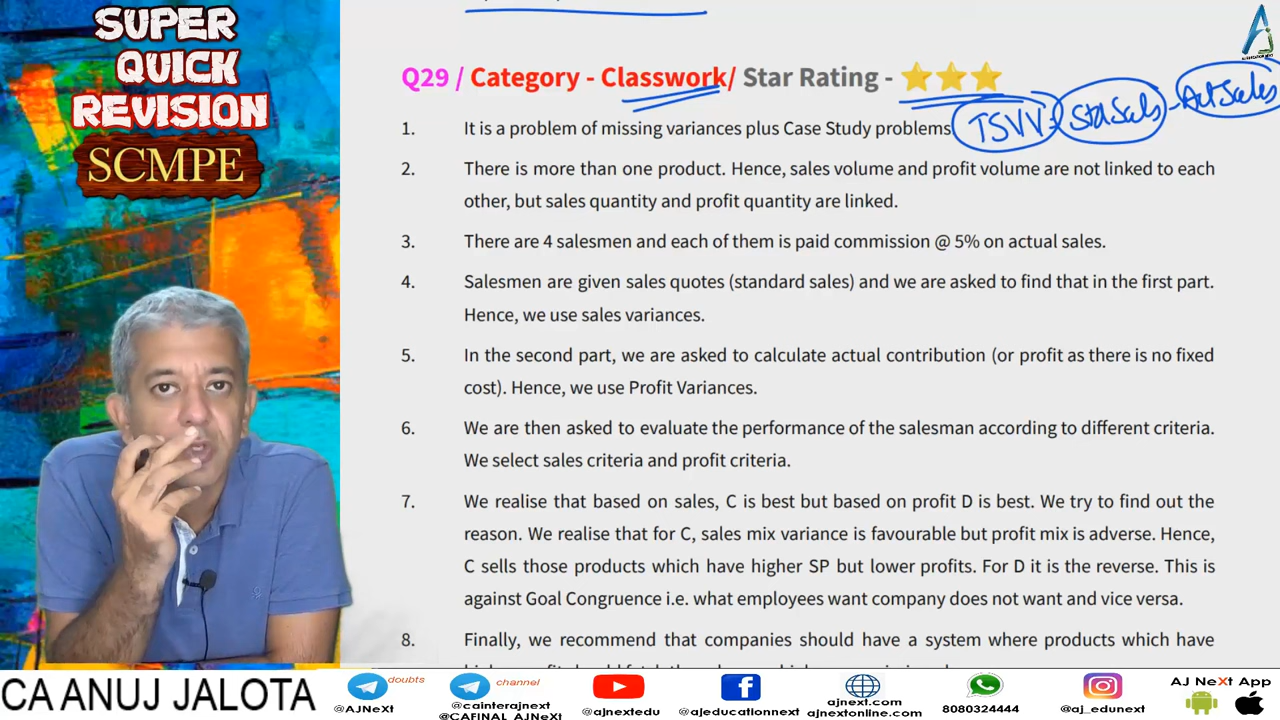 SUPER
QUICK
REVISION
SCMPE
Q29 / Category - Classwork/ Star Rating -
TSVV = Std Sales - Act Sales
1. It is a problem of missing variances plus Case Study problems
2. There is more than one product. Hence, sales volume and profit volume are not linked to each
other, but sales quantity and profit quantity are linked.
3. There are 4 salesmen and each of them is paid commission @ 5% on actual sales.
4. Salesmen are given sales quotes (standard sales) and we are asked to find that in the first part.
Hence, we use sales variances.
5. In the second part, we are asked to calculate actual contribution (or profit as there is no fixed
cost). Hence, we use Profit Variances.
6. We are then asked to evaluate the performance of the salesman according to different criteria.
We select sales criteria and profit criteria.
7. We realise that based on sales, C is best but based on profit D is best. We try to find out the
reason. We realise that for C, sales mix variance is favourable but profit mix is adverse. Hence,
C sells those products which have higher SP but lower profits. For D it is the reverse. This is
against Goal Congruence i.e. what employees want company does not want and vice versa.
8. Finally, we recommend that companies should have a system where products which have
CA ANUJ JALOTA
doubts
@AJNeXt
channel
@cainterajnext
@CAFINAL_AJNeXt
@ajnextedu
@ajeducationnext
ajnext.com
ajnextonline.com
8080324444
@aj_edunext
AJ NeXt App